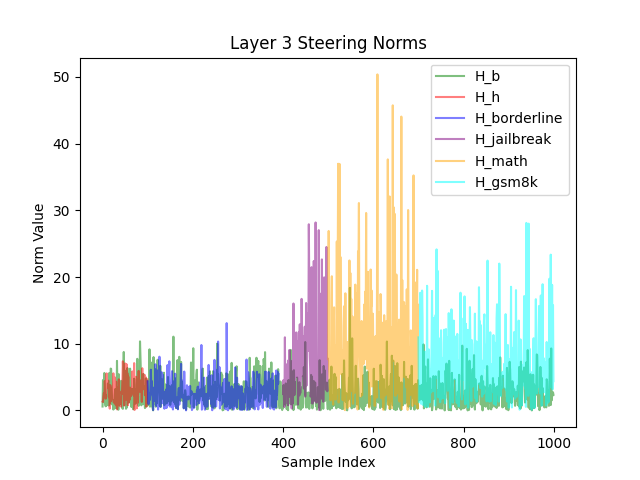 Layer 3 Steering Norms
H_b
H_h
H_borderline
H_jailbreak
H_math
H_gsm8k
Norm Value
50
40
30
20
10
0
0
200
400
600
800
1000
Sample Index